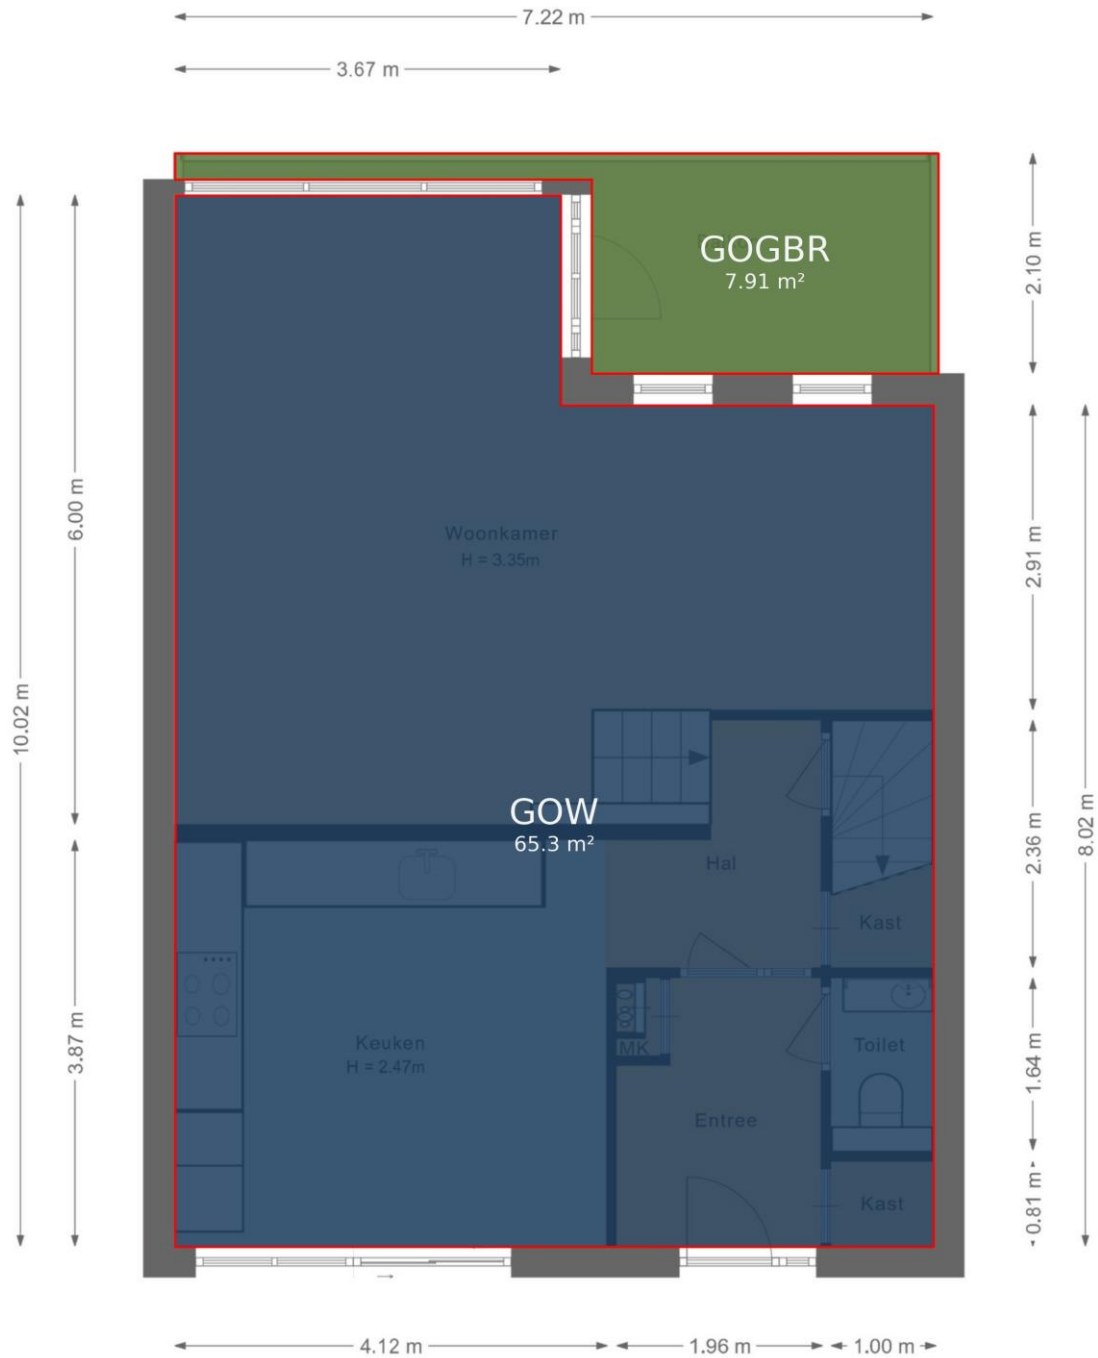 7.22 m
3.67 m
GOGBR
7.91 m²
2.10 m
6.00 m
10.02 m
Woonkamer
H = 3.35m
2.91 m
GOW
65.3 m²
Hal
2.36 m
8.02 m
Kast
3.87 m
Keuken
H = 2.47m
MK
Toilet
1.64 m
Entree
Kast
0.81 m
4.12 m
1.96 m
1.00 m